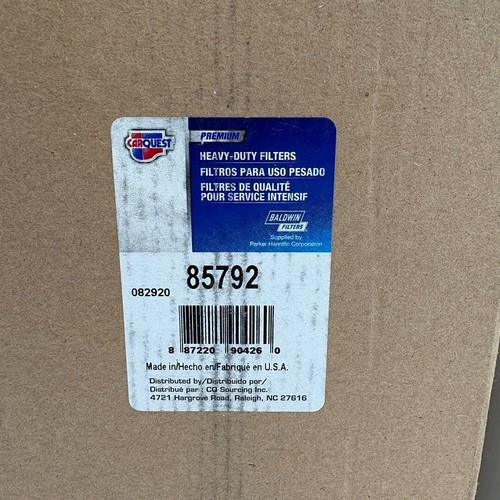 CARQUEST
PREMIUM
HEAVY-DUTY FILTERS
FILTROS PARA USO PESADO
FILTRES DE QUALITÉ
POUR SERVICE INTENSIF
BALDWIN
FILTERS
Supplied by
Parker Hannifin Corporation
85792
082920
8 87220 90426 0
Made in/Hecho en/Fabriqué en U.S.A.
Distributed by/Distribuido por/
Distribué par : CQ Sourcing Inc.
4721 Hargrove Road, Raleigh, NC 27616